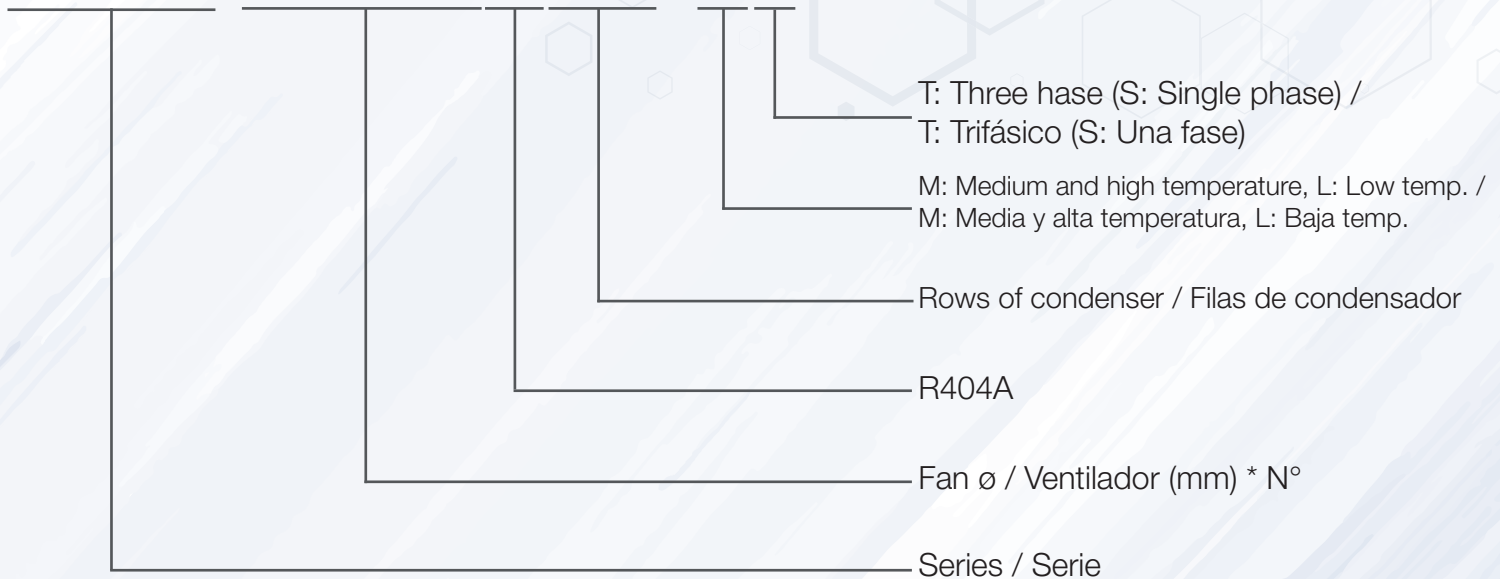 T: Three hase (S: Single phase) /
T: Trifásico (S: Una fase)
M: Medium and high temperature, L: Low temp. /
M: Media y alta temperatura, L: Baja temp.
Rows of condenser / Filas de condensador
R404A
Fan ø / Ventilador (mm) * N°
Series / Serie